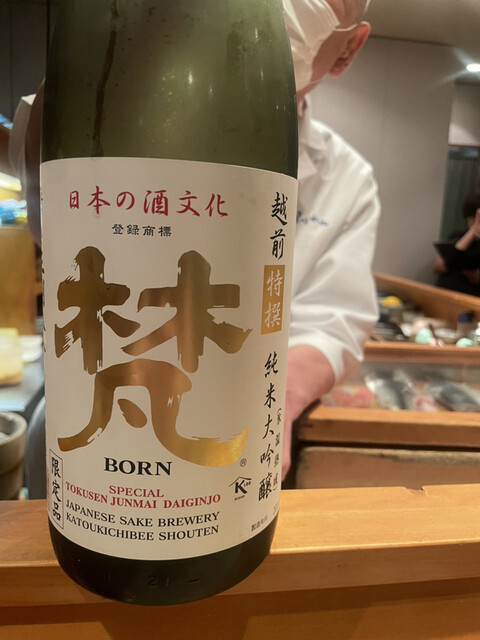 日本の酒文化
登録商標
梵
BORN
®
SPECIAL
TOKUSEN JUNMAI DAIGINJO
JAPANESE SAKE BREWERY
KATOUKICHIBEE SHOUTEN
限定品
越前
特撰
純米大吟醸